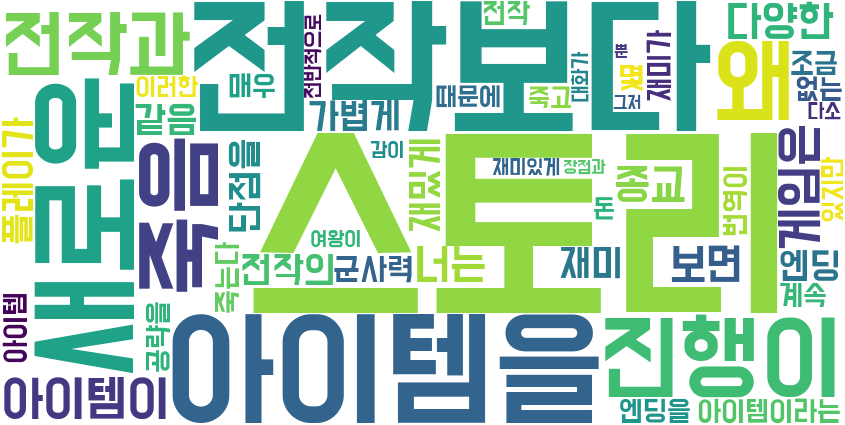 전작과
전작보다
전작
다양한
이러한
매우
전반적으로
때문에
죽고
대화가
뿐
그저
몇
재미가
왜
조금
없는
다소
새로운
같음
가볍게
플레이가
죽음
단점을
감이
재밌게
재미있게
장점과
종교
번역이
게임은
있지만
스토리
여왕이
돈
죽는다
전작의
군사력
너는
재미
보면
엔딩
계속
아이템
공략을
아이템이
아이템을
진행이
엔딩을
아이템이라는